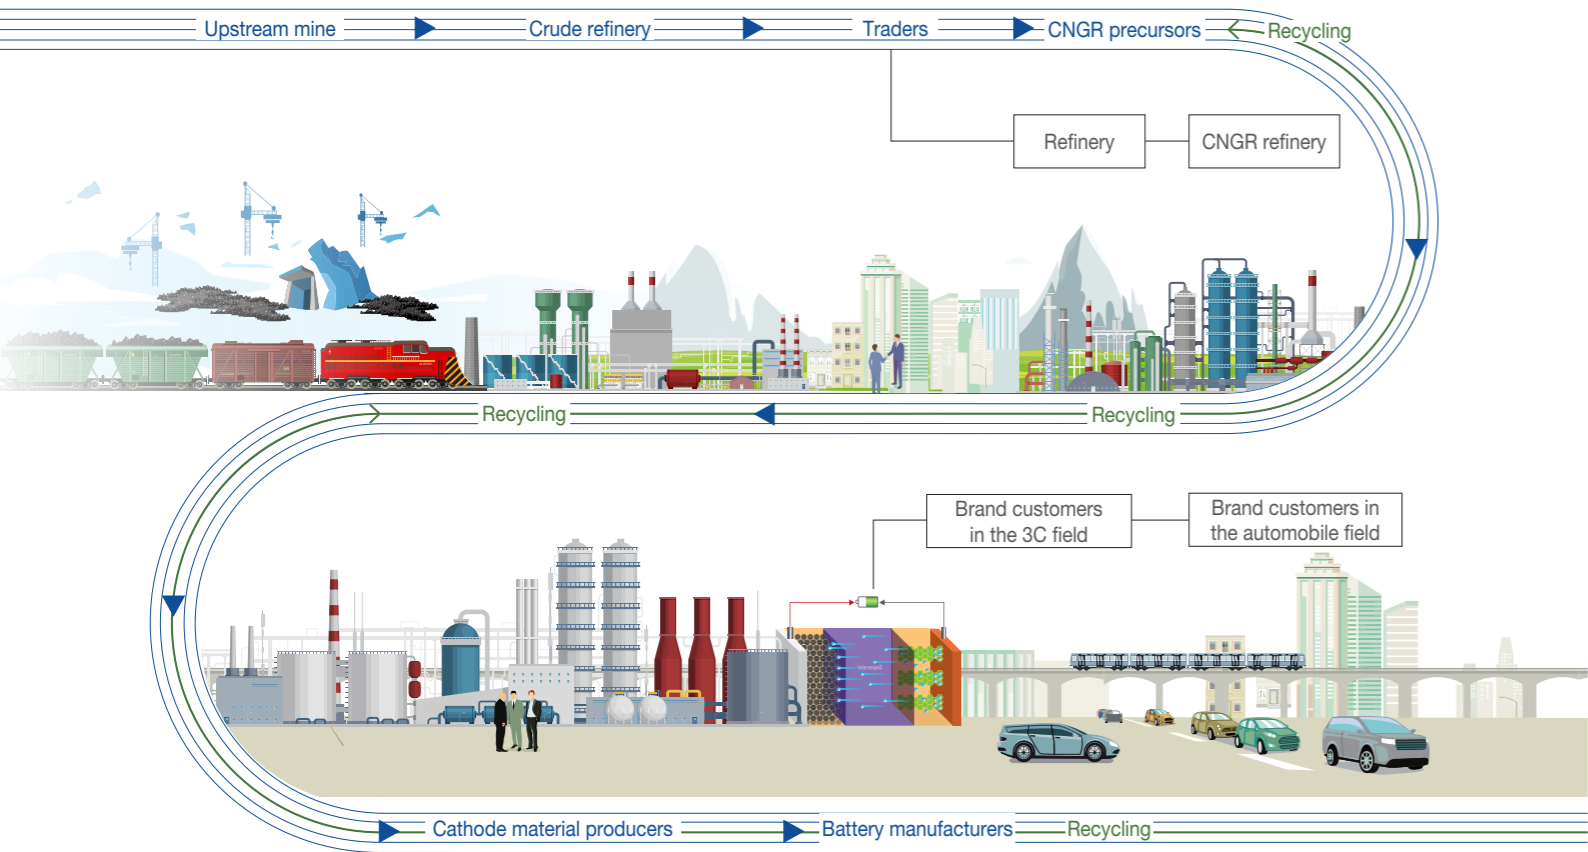 Upstream mine
Crude refinery
Traders
CNGR precursors
Recycling
Refinery
CNGR refinery
Recycling
Recycling
Brand customers
in the 3C field
Brand customers in
the automobile field
Cathode material producers
Battery manufacturers
Recycling